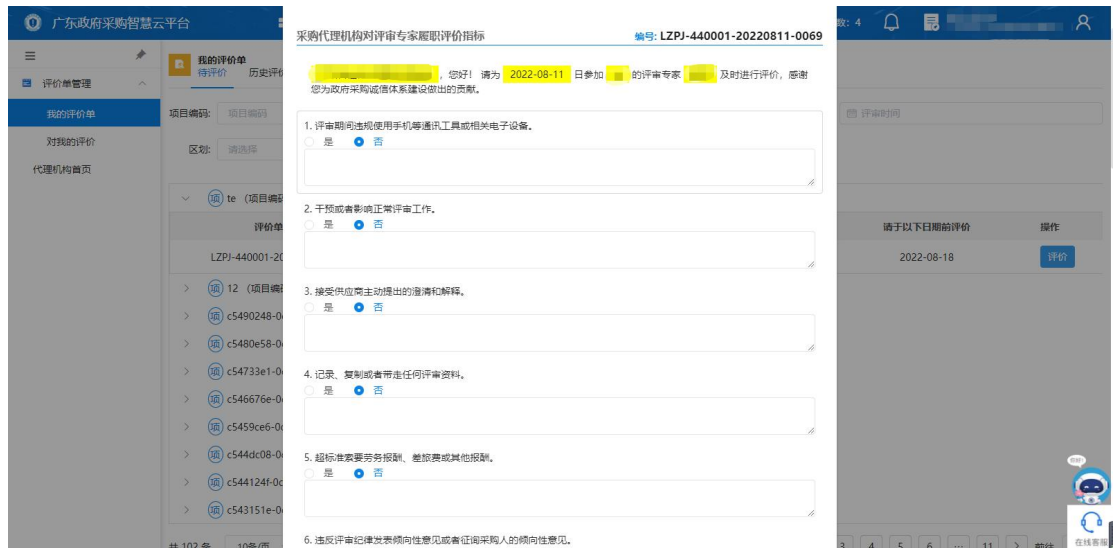 广东政府采购智慧云平台
数: 4
采购代理机构对评审专家履职评价指标
编号: LZPJ-440001-20220811-0069
我的评价单
待评价
评价单管理
我的评价单
对我的评价
代理机构首页
项目编码: 项目编码
评审时间
区划: 请选择
，您好! 请为 2022-08-11 日参加 的评审专家 及时进行评价，感谢
您为政府采购诚信体系建设做出的贡献。
1. 评审期间违规使用手机等通讯工具或相关电子设备。
是 否
2. 干预或者影响正常评审工作。
是 否
3. 接受供应商主动提出的澄清和解释。
是 否
4. 记录、复制或者带走任何评审资料。
是 否
5. 超标准索要劳务报酬、差旅费或其他报酬。
是 否
6. 违反评审纪律发表倾向性意见或者征询采购人的倾向性意见。
项 te （项目编码
评价单
请于以下日期前评价
操作
LZPJ-440001-20
2022-08-18
评价
项 12 （项目编码
项 c5490248-0
项 c5480e58-0
项 c54733e1-0
项 c546676e-0
项 c5459ce6-0
项 c544dc08-0
项 c544124f-0
项 c543151e-0
共 102 条 10条/页
3 4 5 6 ... 11 > 前往
在线客服